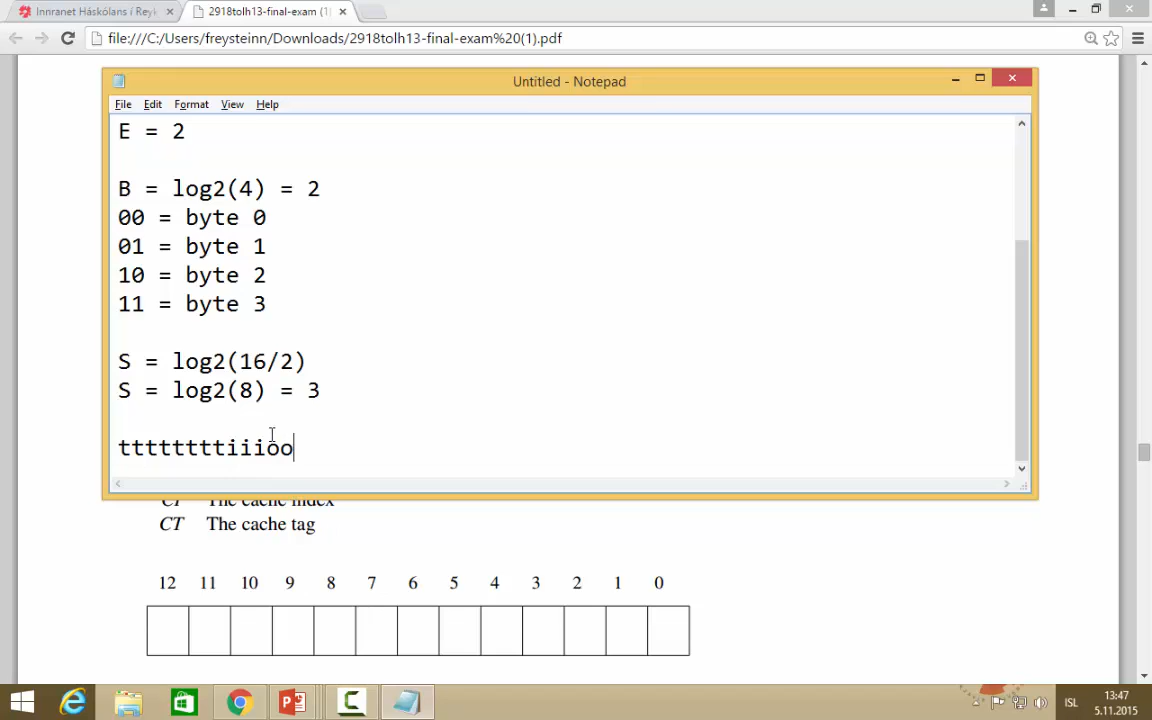 Innranet Háskólans í Reyk
2918tolh13-final-exam (1)
file:///C:/Users/freysteinn/Downloads/2918tolh13-final-exam%20(1).pdf
Untitled - Notepad
File Edit Format View Help
E = 2
B = log2(4) = 2
00 = byte 0
01 = byte 1
10 = byte 2
11 = byte 3
S = log2(16/2)
S = log2(8) = 3
ttttttttiiioo
CI The cache index
CT The cache tag
12 11 10 9 8 7 6 5 4 3 2 1 0
ISL
13:47
5.11.2015